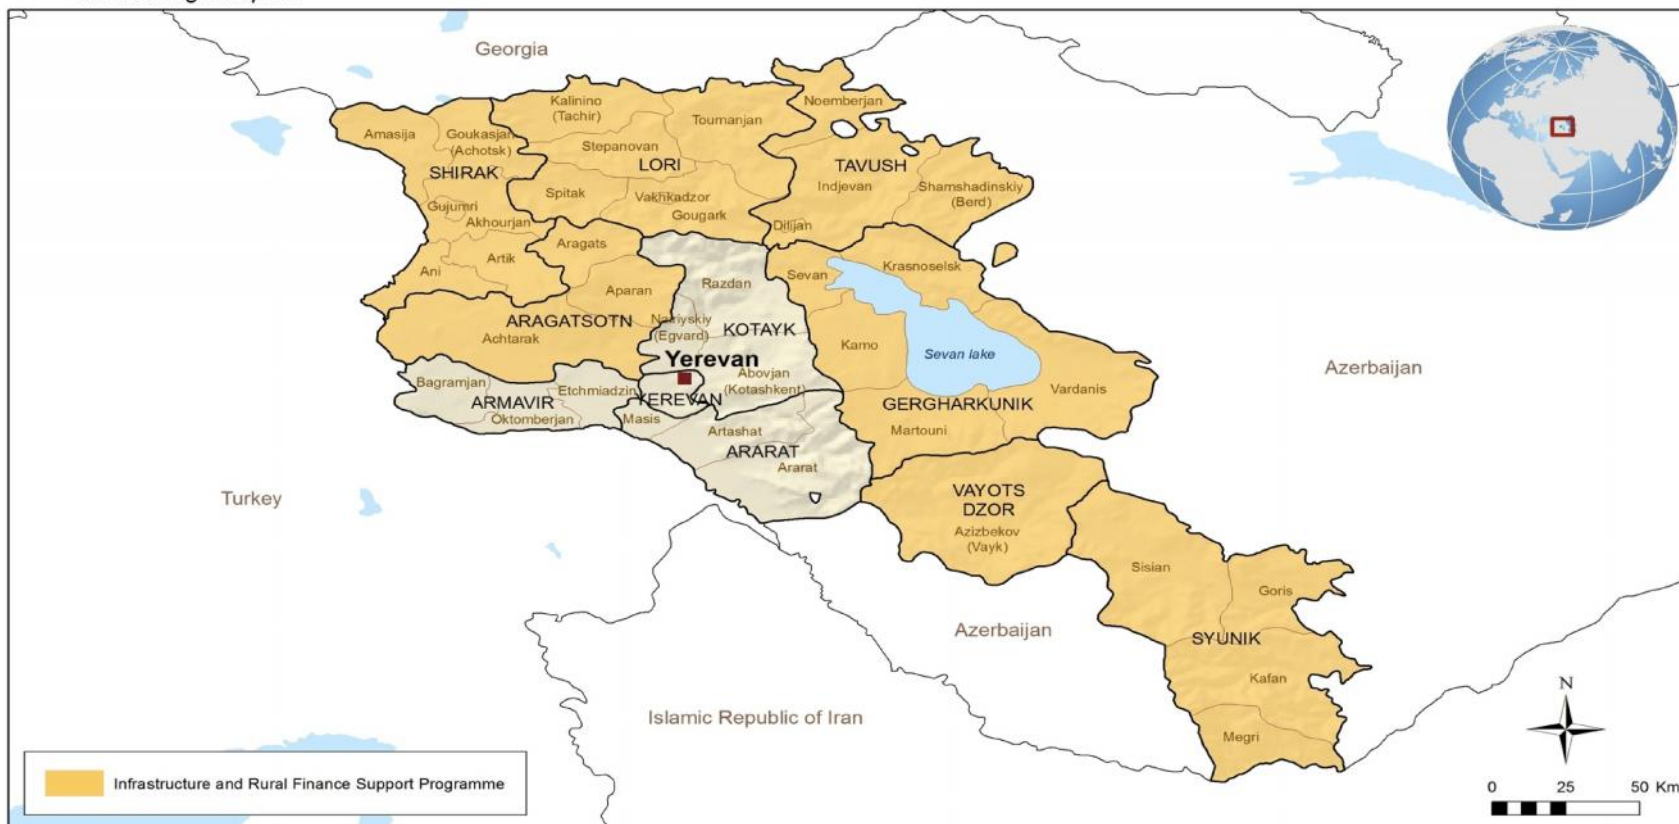 Georgia
Kalinino
(Tachir)
Noemberjan
Toumanjan
Amasija
Goukasjan
(Achotsk)
Stepanovan
LORI
TAVUSH
SHIRAK
Indjevan
Shamshadinskiy
(Berd)
Spitak
Vakhkadzor
Gougark
Gujumri
Akhourjan
Dilijan
Aragats
Artik
Ani
Sevan
Krasnoselsk
Razdan
Aparan
ARAGATSOTN
Achtarak
(Egvard)
KOTAYK
Kamo
Sevan lake
Yerevan
Azerbaijan
Abovjan
(Kotashkent)
Bagramjan
Etchmiadzin
Vardanis
ARMAVIR
YEREVAN
GERGHARKUNIK
Oktomberjan
Masis
Artashat
Martouni
ARARAT
Ararat
Turkey
VAYOTS
DZOR
Azizbekov
(Vayk)
Sisian
Goris
Azerbaijan
SYUNIK
Kafan
N
Islamic Republic of Iran
Megri
Infrastructure and Rural Finance Support Programme
0 25 50 Km